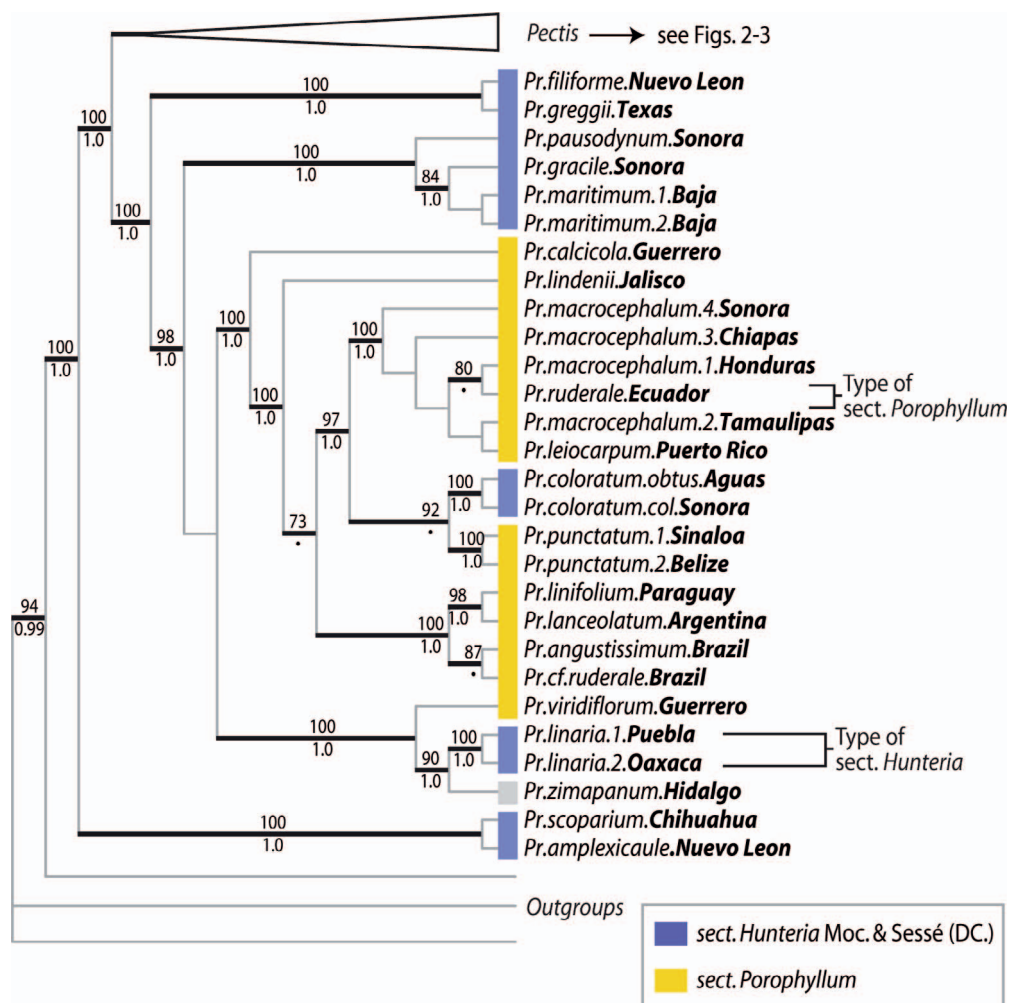 Pectis → see Figs. 2-3
Pr.filiforme.Nuevo Leon
Pr.greggii.Texas
Pr.pausodynum.Sonora
Pr.gracile.Sonora
Pr.maritimum.1.Baja
Pr.maritimum.2.Baja
Pr.calcicola.Guerrero
Pr.lindenii.Jalisco
Pr.macrocephalum.4.Sonora
Pr.macrocephalum.3.Chiapas
Pr.macrocephalum.1.Honduras
Pr.ruderale.Ecuador
Type of
sect. Porophyllum
Pr.macrocephalum.2.Tamaulipas
Pr.leiocarpum.Puerto Rico
Pr.coloratum.obtus.Aguas
Pr.coloratum.col.Sonora
Pr.punctatum.1.Sinaloa
Pr.punctatum.2.Belize
Pr.linifolium.Paraguay
Pr.lanceolatum.Argentina
Pr.angustissimum.Brazil
Pr.cf.ruderale.Brazil
Pr.viridiflorum.Guerrero
Pr.linaria.1.Puebla
Pr.linaria.2.Oaxaca
Type of
sect. Hunteria
Pr.zimapanum.Hidalgo
Pr.scoparium.Chihuahua
Pr.amplexicaule.Nuevo Leon
Outgroups
sect. Hunteria Moc. & Sessé (DC.)
sect. Porophyllum
94
0.99
100
1.0
100
1.0
100
1.0
100
1.0
98
1.0
100
1.0
84
1.0
100
1.0
100
1.0
73
97
1.0
100
1.0
80
92
100
1.0
100
1.0
100
1.0
98
1.0
87
100
1.0
90
1.0
100
1.0
100
1.0